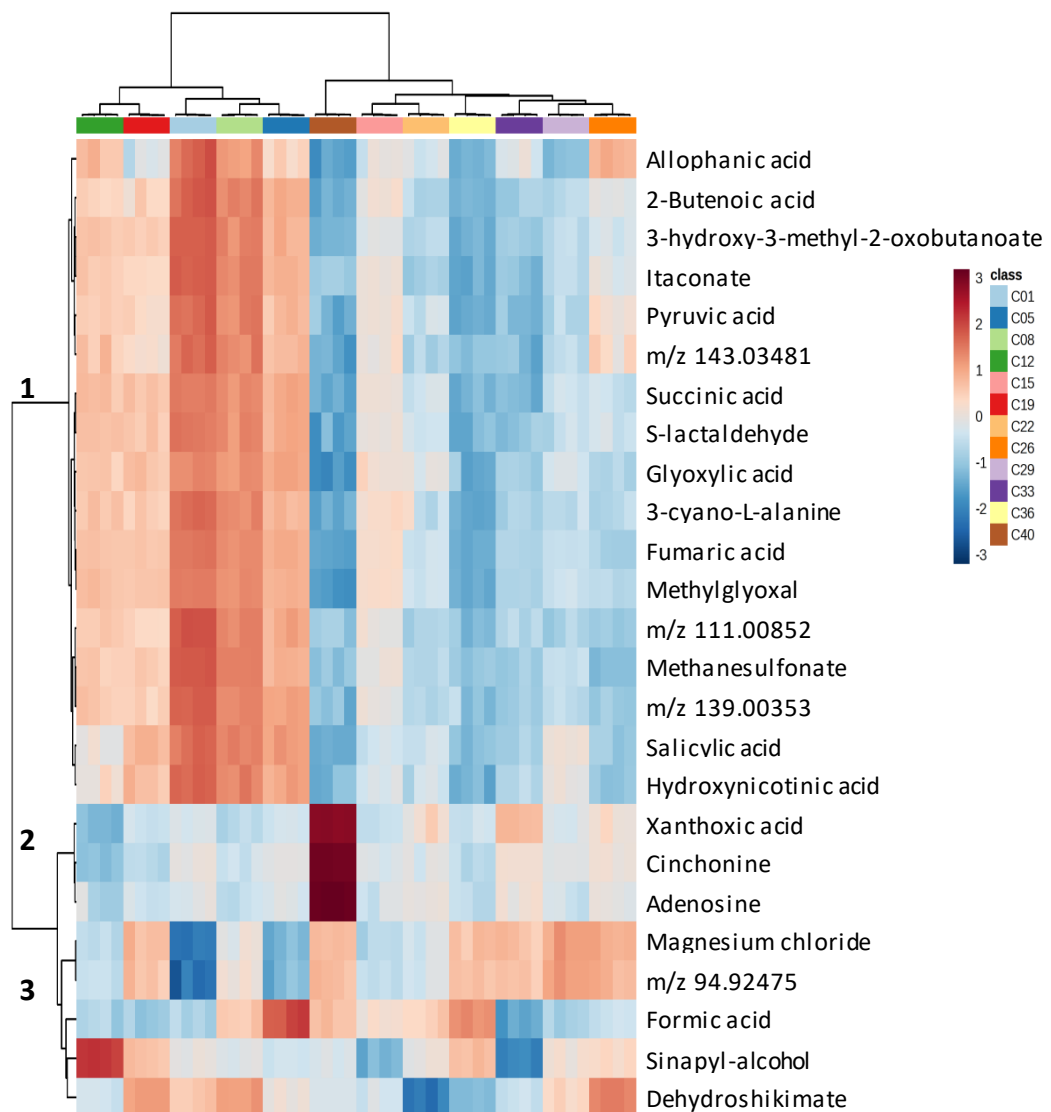 Allophanic acid
2-Butenoic acid
3-hydroxy-3-methyl-2-oxobutanoate
Itaconate
Pyruvic acid
m/z 143.03481
1
Succinic acid
S-lactaldehyde
Glyoxylic acid
3-cyano-L-alanine
Fumaric acid
Methylglyoxal
m/z 111.00852
Methanesulfonate
m/z 139.00353
Salicylic acid
Hydroxynicotinic acid
2
Xanthoxic acid
Cinchonine
Adenosine
Magnesium chloride
m/z 94.92475
3
Formic acid
Sinapyl-alcohol
Dehydroshikimate
3
2
1
0
-1
-2
-3
class
C01
C05
C08
C12
C15
C19
C22
C26
C29
C33
C36
C40